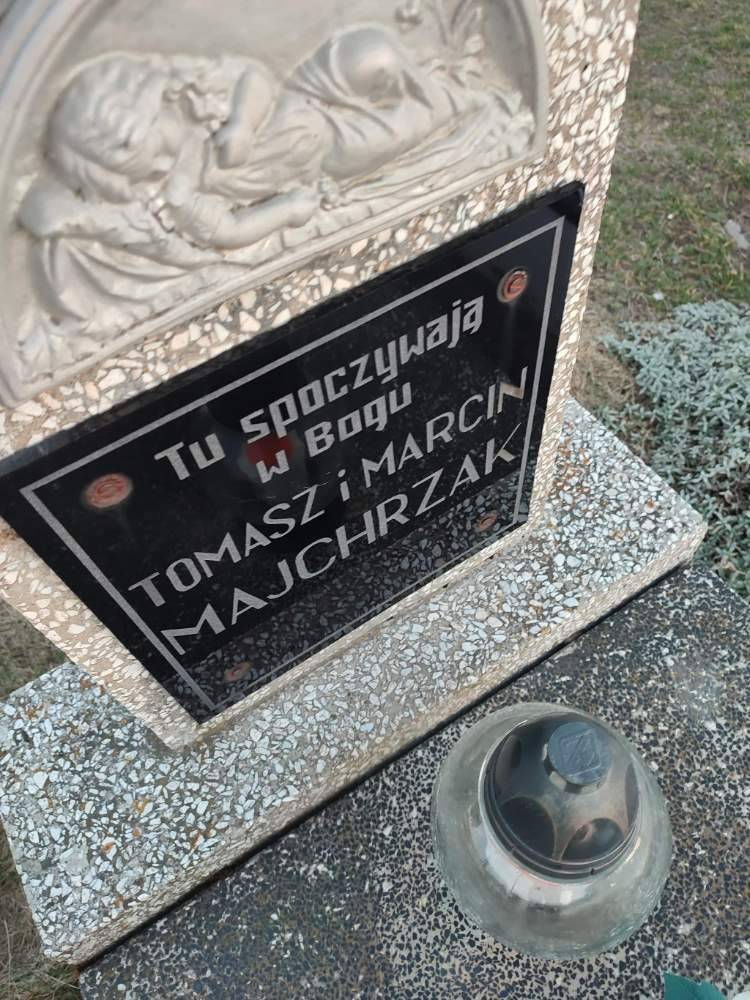 Tu spoczywają
w Bogu
TOMASZ i MARCIN
MAJCHRZAK